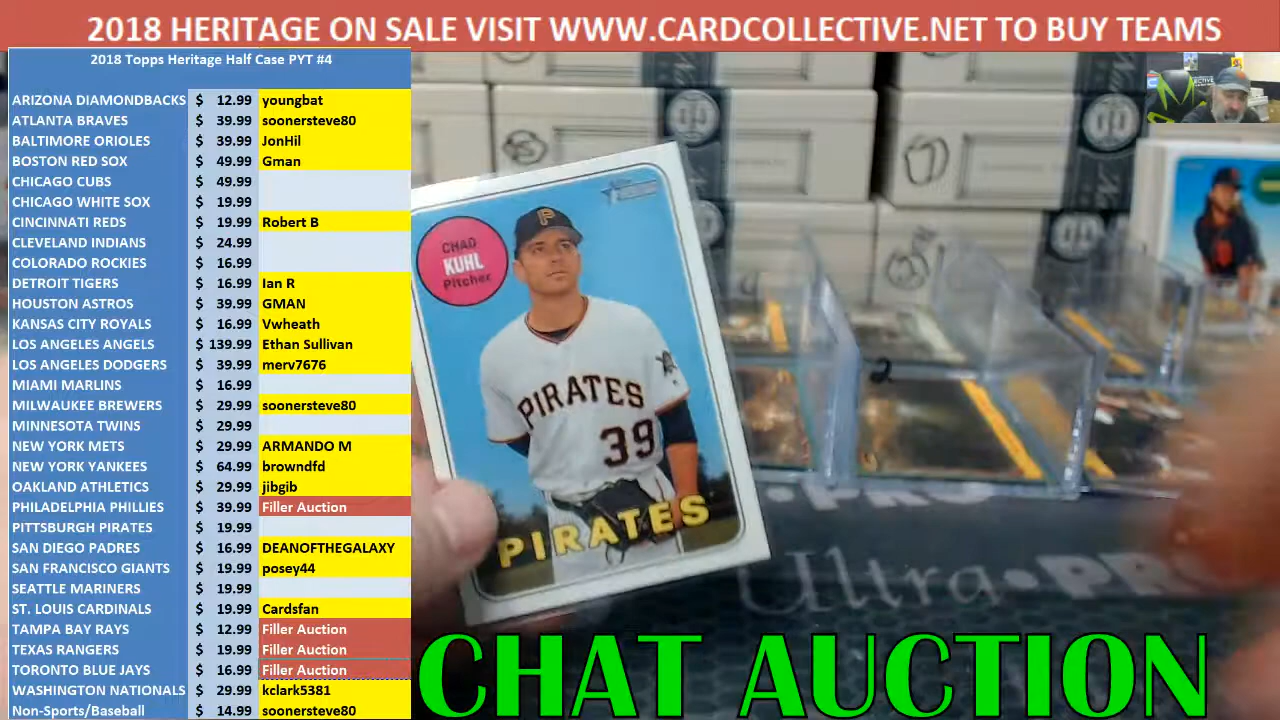 2018 HERITAGE ON SALE VISIT WWW.CARDCOLLECTIVE.NET TO BUY TEAMS
2018 Topps Heritage Half Case PYT #4
ARIZONA DIAMONDBACKS $ 12.99 youngbat
ATLANTA BRAVES $ 39.99 soonersteve80
BALTIMORE ORIOLES $ 39.99 JonHil
BOSTON RED SOX $ 49.99 Gman
CHICAGO CUBS $ 49.99
CHICAGO WHITE SOX $ 19.99
CINCINNATI REDS $ 19.99 Robert B
CLEVELAND INDIANS $ 24.99
COLORADO ROCKIES $ 16.99
DETROIT TIGERS $ 16.99 Ian R
HOUSTON ASTROS $ 39.99 GMAN
KANSAS CITY ROYALS $ 16.99 Vwheath
LOS ANGELES ANGELS $ 139.99 Ethan Sullivan
LOS ANGELES DODGERS $ 39.99 merv7676
MIAMI MARLINS $ 16.99
MILWAUKEE BREWERS $ 29.99 soonersteve80
MINNESOTA TWINS $ 29.99
NEW YORK METS $ 29.99 ARMANDO M
NEW YORK YANKEES $ 64.99 browndfd
OAKLAND ATHLETICS $ 29.99 jibgib
PHILADELPHIA PHILLIES $ 39.99 Filler Auction
PITTSBURGH PIRATES $ 19.99
SAN DIEGO PADRES $ 16.99 DEANOFTHEGALAXY
SAN FRANCISCO GIANTS $ 19.99 posey44
SEATTLE MARINERS $ 19.99
ST. LOUIS CARDINALS $ 19.99 Cardsfan
TAMPA BAY RAYS $ 12.99 Filler Auction
TEXAS RANGERS $ 19.99 Filler Auction
TORONTO BLUE JAYS $ 16.99 Filler Auction
WASHINGTON NATIONALS $ 29.99 kclark5381
Non-Sports/Baseball $ 14.99 soonersteve80
CHAD
KUHL
Pitcher
P
PIRATES
39
PIRATES
2
Ultra•PRO
CHAT AUCTION